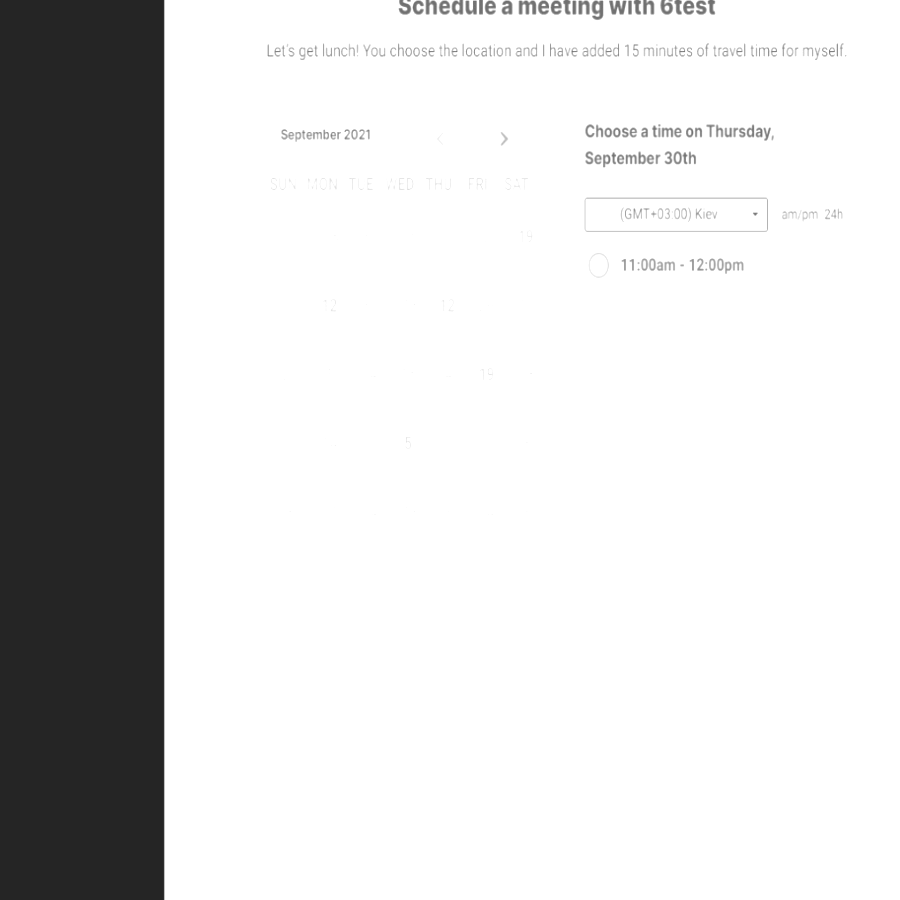 Schedule a meeting with 6test
Let's get lunch! You choose the location and I have added 15 minutes of travel time for myself.
September 2021
SUN MON TUE WED THU FRI SAT
12 12
5
Choose a time on Thursday,
September 30th
(GMT+03:00) Kiev am/pm 24h
11:00am - 12:00pm